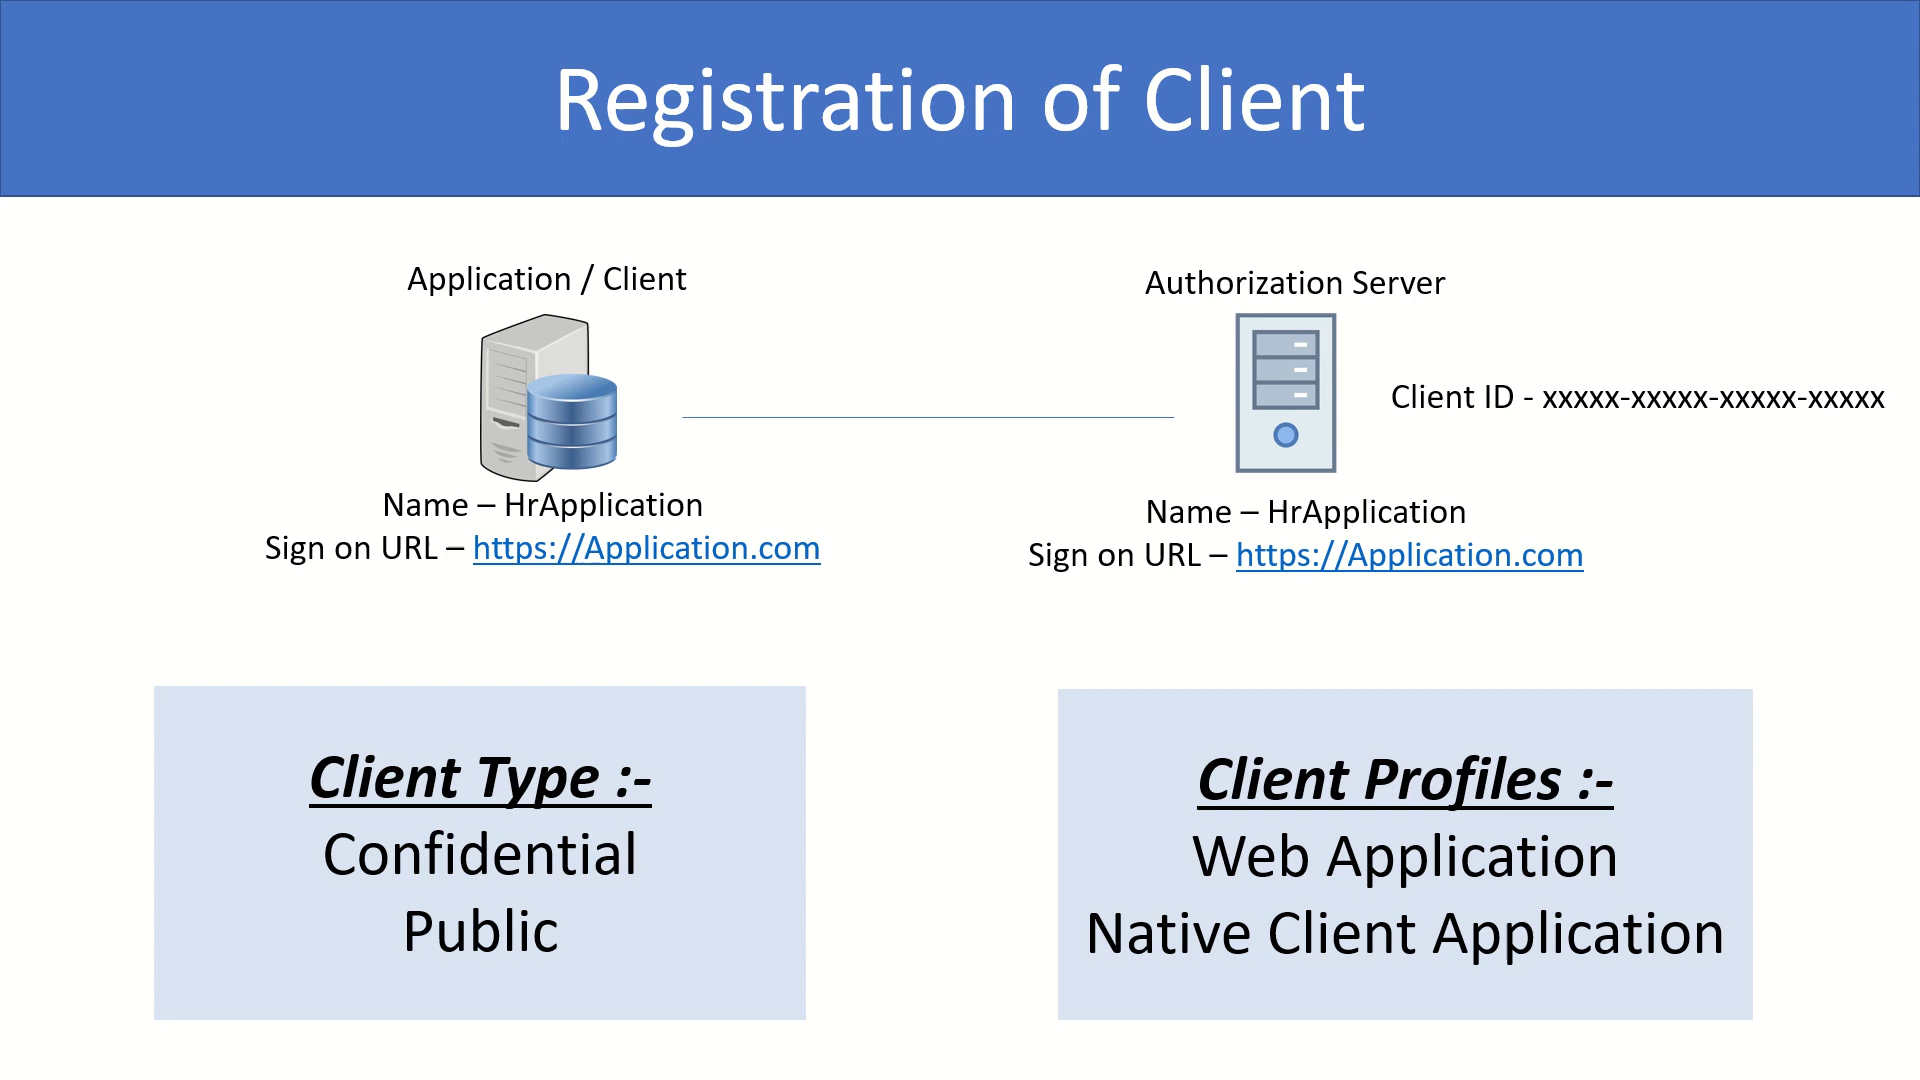 Registration of Client
Application / Client
Name – HrApplication
Sign on URL – https://Application.com
Authorization Server
Client ID - xxxxx-xxxxx-xxxxx-xxxxx
Name – HrApplication
Sign on URL – https://Application.com
Client Type :-
Confidential
Public
Client Profiles :-
Web Application
Native Client Application